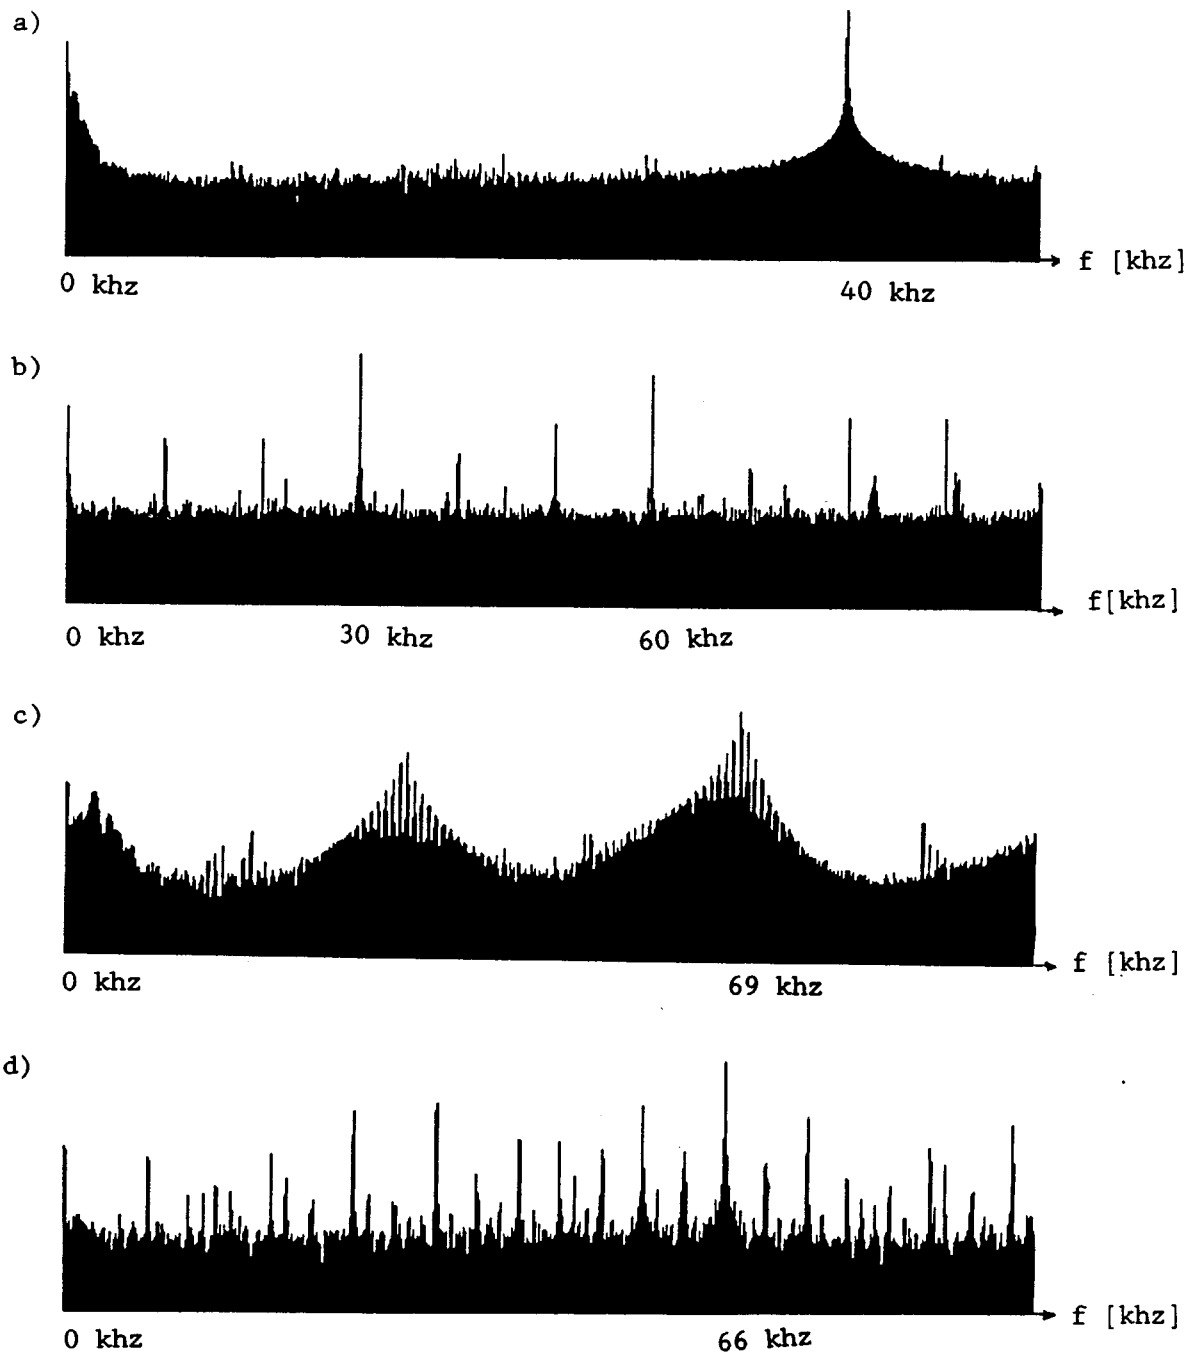 a)
f [khz]
0 khz 40 khz
b)
f[khz]
0 khz 30 khz 60 khz
c)
f [khz]
0 khz 69 khz
d)
f [khz]
0 khz 66 khz